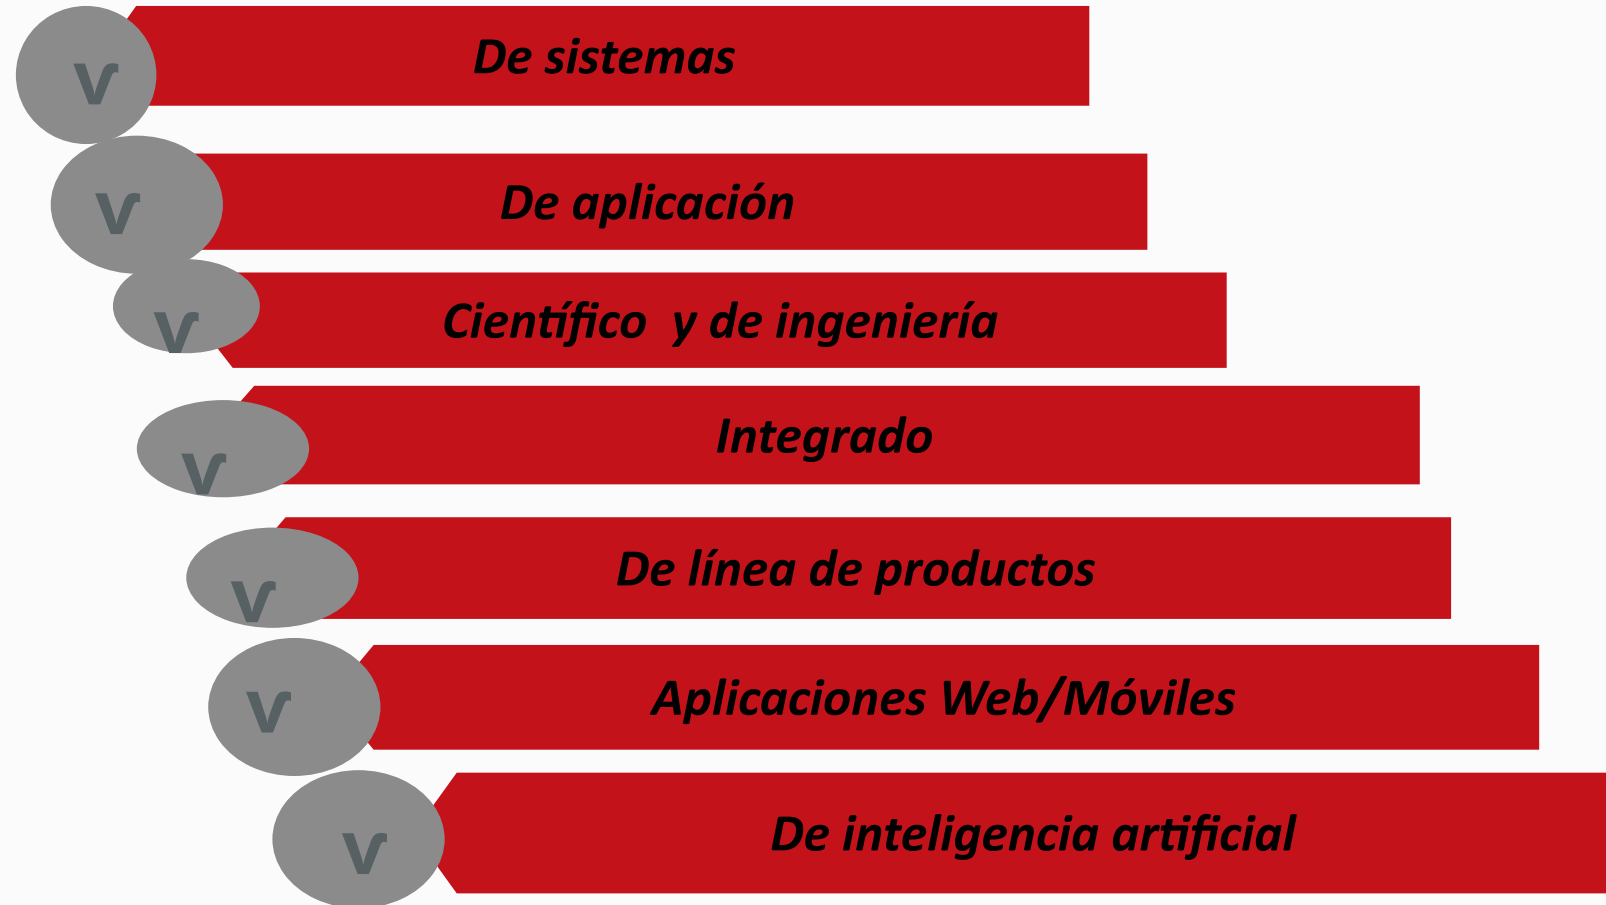 ⱱ De sistemas
ⱱ De aplicación
ⱱ Científico y de ingeniería
ⱱ Integrado
ⱱ De línea de productos
ⱱ Aplicaciones Web/Móviles
ⱱ De inteligencia artificial